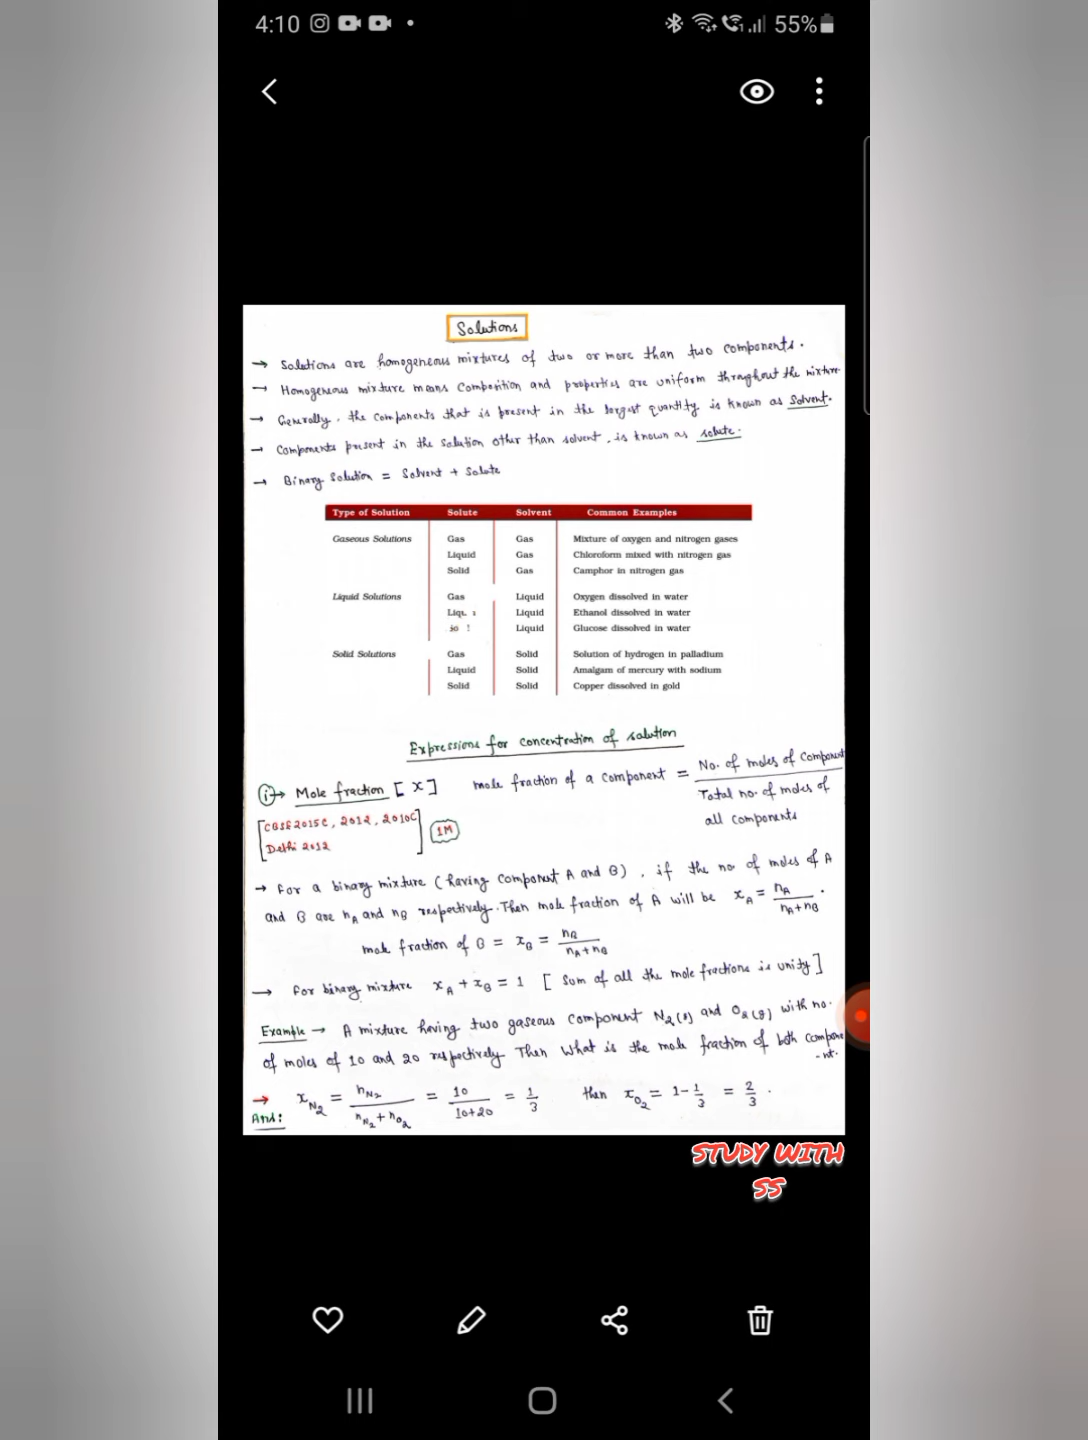 4:10
55%
Solutions
→ Solutions are homogeneous mixtures of two or more than two components.
→ Homogeneous mixture means composition and properties are uniform throughout the mixture
→ Generally, the components that is present in the largest quantity is known as Solvent.
→ Components present in the solution other than solvent, is known as solute.
→ Binary Solution = Solvent + Solute
Type of Solution Solute Solvent Common Examples
Gaseous Solutions Gas Gas Mixture of oxygen and nitrogen gases
Liquid Gas Chloroform mixed with nitrogen gas
Solid Gas Camphor in nitrogen gas
Liquid Solutions Gas Liquid Oxygen dissolved in water
Liquid Ethanol dissolved in water
Liquid Glucose dissolved in water
Solid Solutions Gas Solid Solution of hydrogen in palladium
Liquid Solid Amalgam of mercury with sodium
Solid Solid Copper dissolved in gold
Expressions for concentration of solution
(i)→ Mole fraction [x] mole fraction of a component = No. of moles of Component / Total no. of moles of all components
[CBSE 2015C, 2012, 2010C
Delhi 2012] 1M
→ For a binary mixture (having component A and B), if the no of moles of A
and B are nA and nB respectively. Then mole fraction of A will be xA = nA / nA+nB.
mole fraction of B = xB = nB / nA+nB
→ For binary mixture xA + xB = 1 [Sum of all the mole fractions is unity]
Example → A mixture having two gaseous component N2(g) and O2(g) with no.
of moles of 10 and 20 respectively Then What is the mole fraction of both compone
-nt.
→ Ans: xN2 = nN2 / nN2+nO2 = 10 / 10+20 = 1/3 then xO2 = 1-1/3 = 2/3.
STUDY WITH
SS